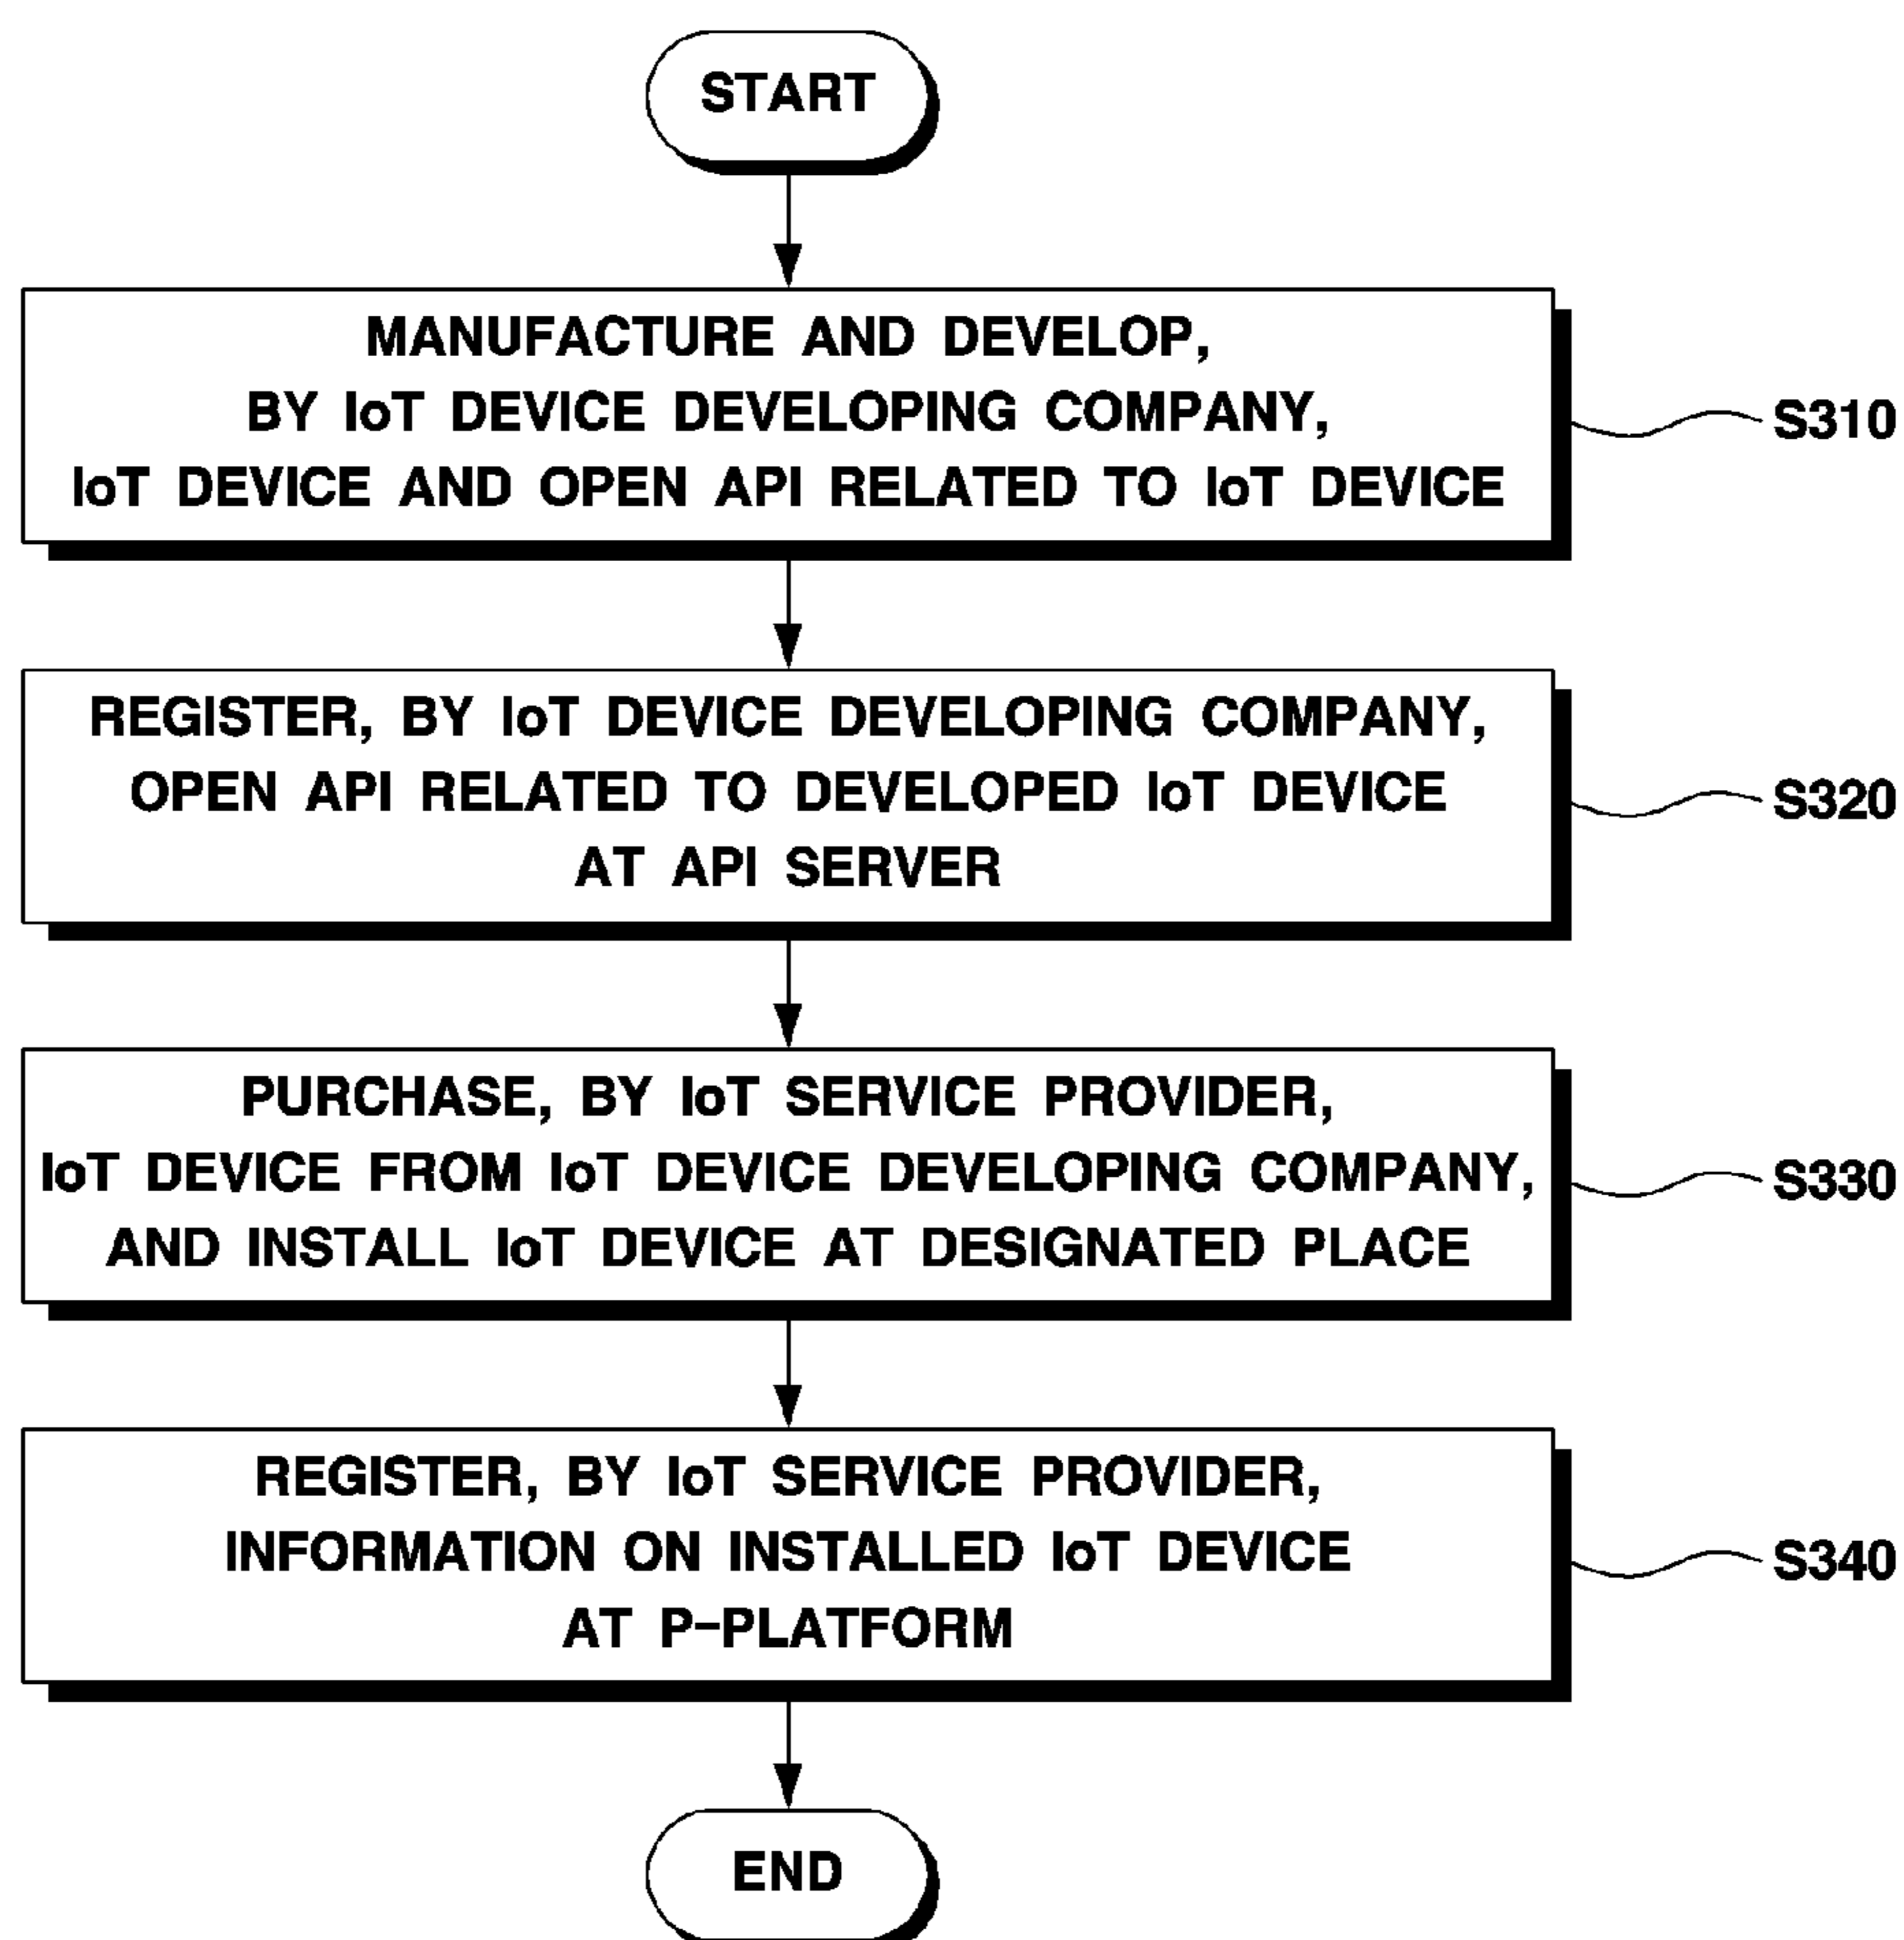 START
MANUFACTURE AND DEVELOP,
BY IoT DEVICE DEVELOPING COMPANY,
IoT DEVICE AND OPEN API RELATED TO IoT DEVICE
S310
REGISTER, BY IoT DEVICE DEVELOPING COMPANY,
OPEN API RELATED TO DEVELOPED IoT DEVICE
AT API SERVER
S320
PURCHASE, BY IoT SERVICE PROVIDER,
IoT DEVICE FROM IoT DEVICE DEVELOPING COMPANY,
AND INSTALL IoT DEVICE AT DESIGNATED PLACE
S330
REGISTER, BY IoT SERVICE PROVIDER,
INFORMATION ON INSTALLED IoT DEVICE
AT P-PLATFORM
S340
END